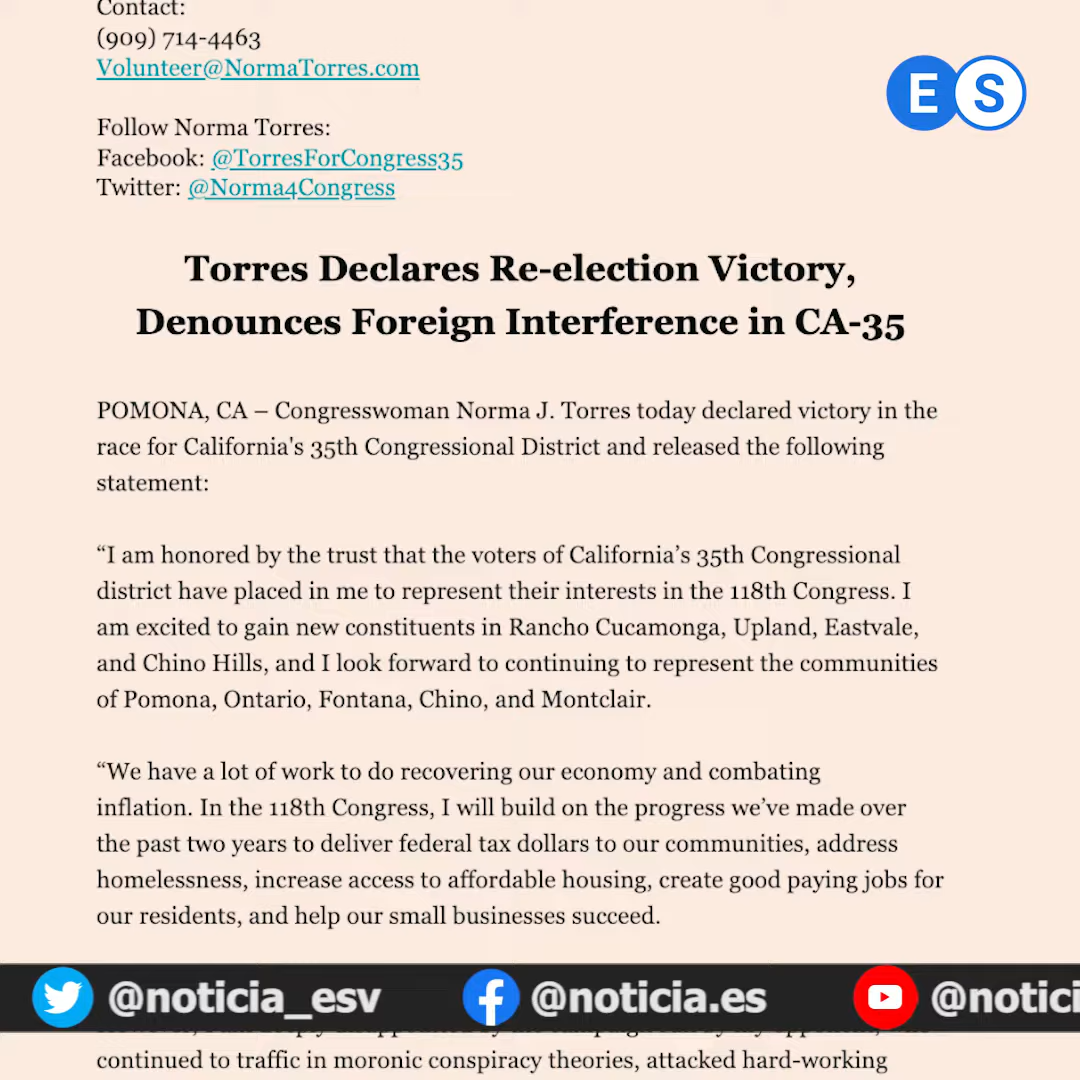 Contact:
(909) 714-4463
Volunteer@NormaTorres.com
E S
Follow Norma Torres:
Facebook: @TorresForCongress35
Twitter: @Norma4Congress
Torres Declares Re-election Victory,
Denounces Foreign Interference in CA-35
POMONA, CA – Congresswoman Norma J. Torres today declared victory in the
race for California's 35th Congressional District and released the following
statement:
“I am honored by the trust that the voters of California’s 35th Congressional
district have placed in me to represent their interests in the 118th Congress. I
am excited to gain new constituents in Rancho Cucamonga, Upland, Eastvale,
and Chino Hills, and I look forward to continuing to represent the communities
of Pomona, Ontario, Fontana, Chino, and Montclair.
“We have a lot of work to do recovering our economy and combating
inflation. In the 118th Congress, I will build on the progress we’ve made over
the past two years to deliver federal tax dollars to our communities, address
homelessness, increase access to affordable housing, create good paying jobs for
our residents, and help our small businesses succeed.
@noticia_esv @noticia.es @notici
continued to traffic in moronic conspiracy theories, attacked hard-working